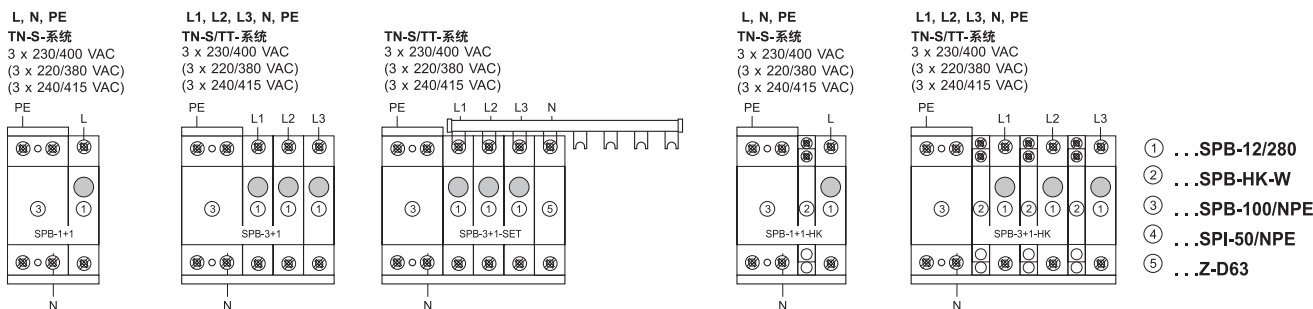 L, N, PE
TN-S-系统
3 x 230/400 VAC
(3 x 220/380 VAC)
(3 x 240/415 VAC)
PE
L
③
①
SPB-1+1
N
L1, L2, L3, N, PE
TN-S/TT-系统
3 x 230/400 VAC
(3 x 220/380 VAC)
(3 x 240/415 VAC)
PE
L1 L2 L3
③
① ① ①
SPB-3+1
N
TN-S/TT-系统
3 x 230/400 VAC
(3 x 220/380 VAC)
(3 x 240/415 VAC)
PE
L1 L2 L3 N
③
① ① ① ⑤
SPB-3+1-SET
N
L, N, PE
TN-S-系统
3 x 230/400 VAC
(3 x 220/380 VAC)
(3 x 240/415 VAC)
PE
L
③ ② ①
SPB-1+1-HK
N
L1, L2, L3, N, PE
TN-S/TT-系统
3 x 230/400 VAC
(3 x 220/380 VAC)
(3 x 240/415 VAC)
PE
L1 L2 L3
③ ② ① ② ① ② ①
SPB-3+1-HK
N
① ...SPB-12/280
② ...SPB-HK-W
③ ...SPB-100/NPE
④ ...SPI-50/NPE
⑤ ...Z-D63